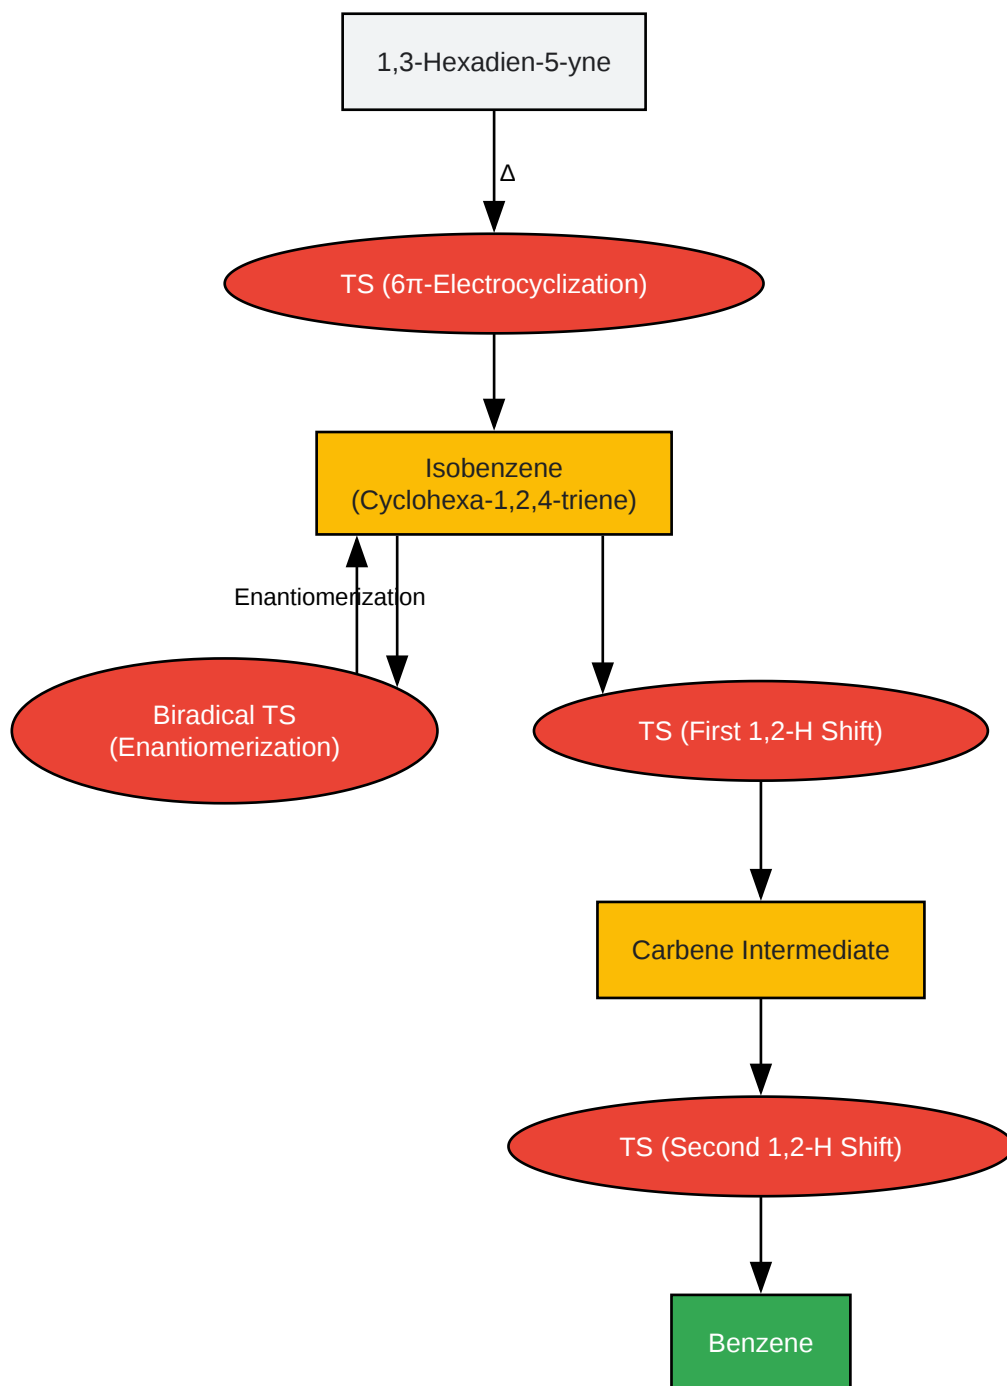 1,3-Hexadien-5-yne
Δ
TS (6π-Electrocyclization)
Isobenzene
(Cyclohexa-1,2,4-triene)
Enantiomerization
Biradical TS
(Enantiomerization)
TS (First 1,2-H Shift)
Carbene Intermediate
TS (Second 1,2-H Shift)
Benzene